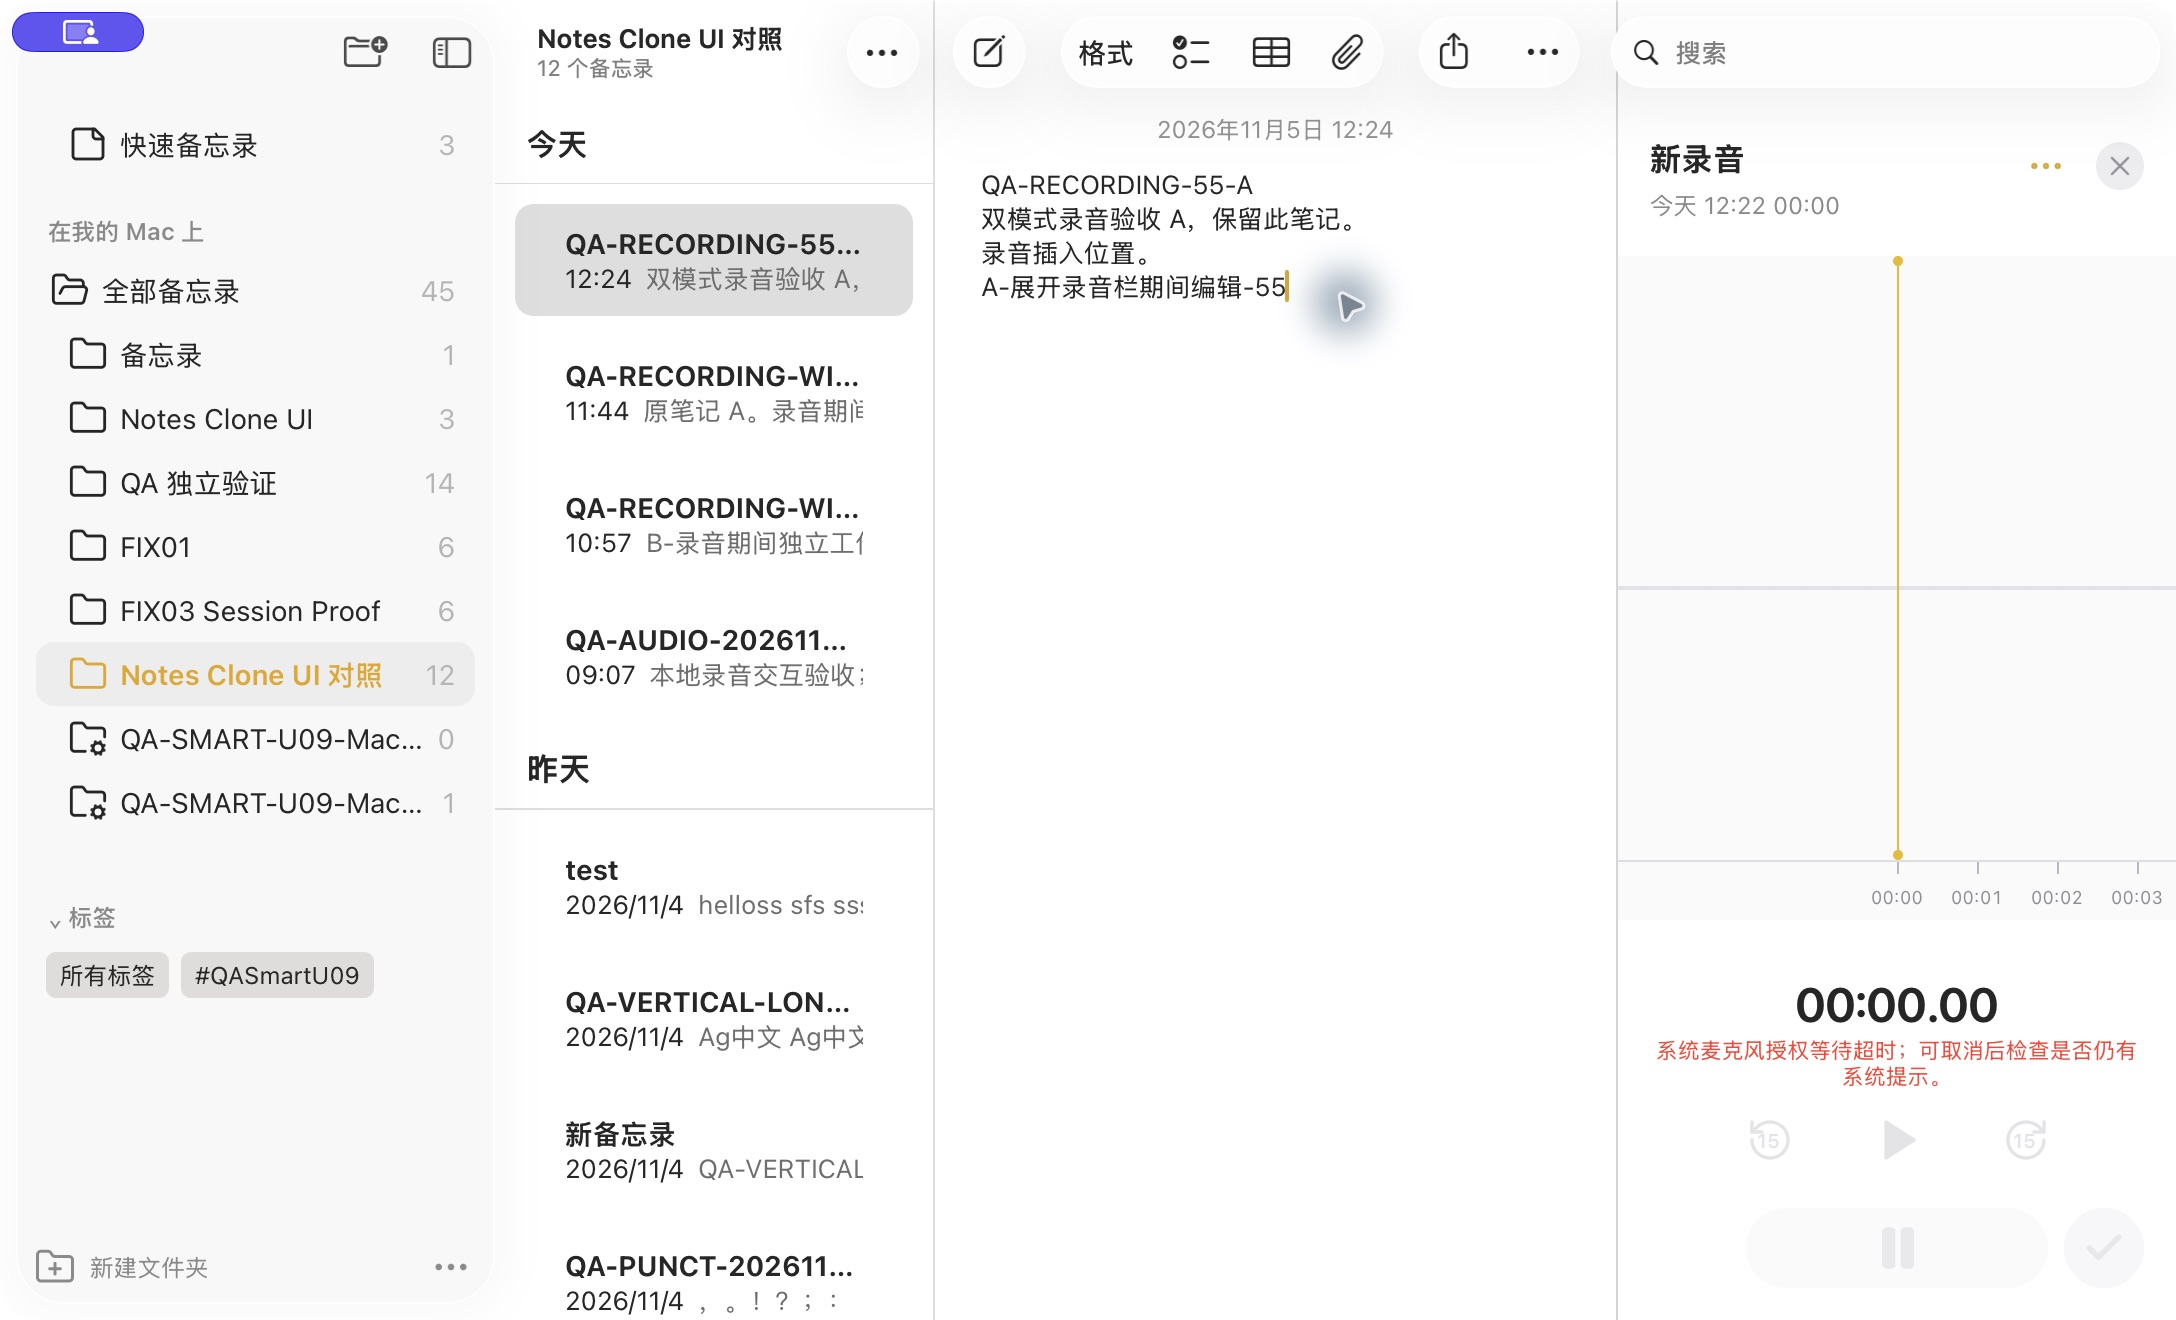 快速备忘录 3
在我的 Mac 上
全部备忘录 45
备忘录 1
Notes Clone UI 3
QA 独立验证 14
FIX01 6
FIX03 Session Proof 6
Notes Clone UI 对照 12
QA-SMART-U09-Mac... 0
QA-SMART-U09-Mac... 1
标签
所有标签 #QASmartU09
新建文件夹
Notes Clone UI 对照
12 个备忘录
今天
QA-RECORDING-55...
12:24 双模式录音验收 A，
QA-RECORDING-WI...
11:44 原笔记 A。录音期间
QA-RECORDING-WI...
10:57 B-录音期间独立工作
QA-AUDIO-202611...
09:07 本地录音交互验收；
昨天
test
2026/11/4 helloss sfs sss
QA-VERTICAL-LON...
2026/11/4 Ag中文 Ag中文
新备忘录
2026/11/4 QA-VERTICAL
QA-PUNCT-202611...
2026/11/4 ，。！？；：
格式
2026年11月5日 12:24
QA-RECORDING-55-A
双模式录音验收 A，保留此笔记。
录音插入位置。
A-展开录音栏期间编辑-55
搜索
新录音
今天 12:22 00:00
00:00 00:01 00:02 00:03
00:00.00
系统麦克风授权等待超时；可取消后检查是否仍有
系统提示。
15 15